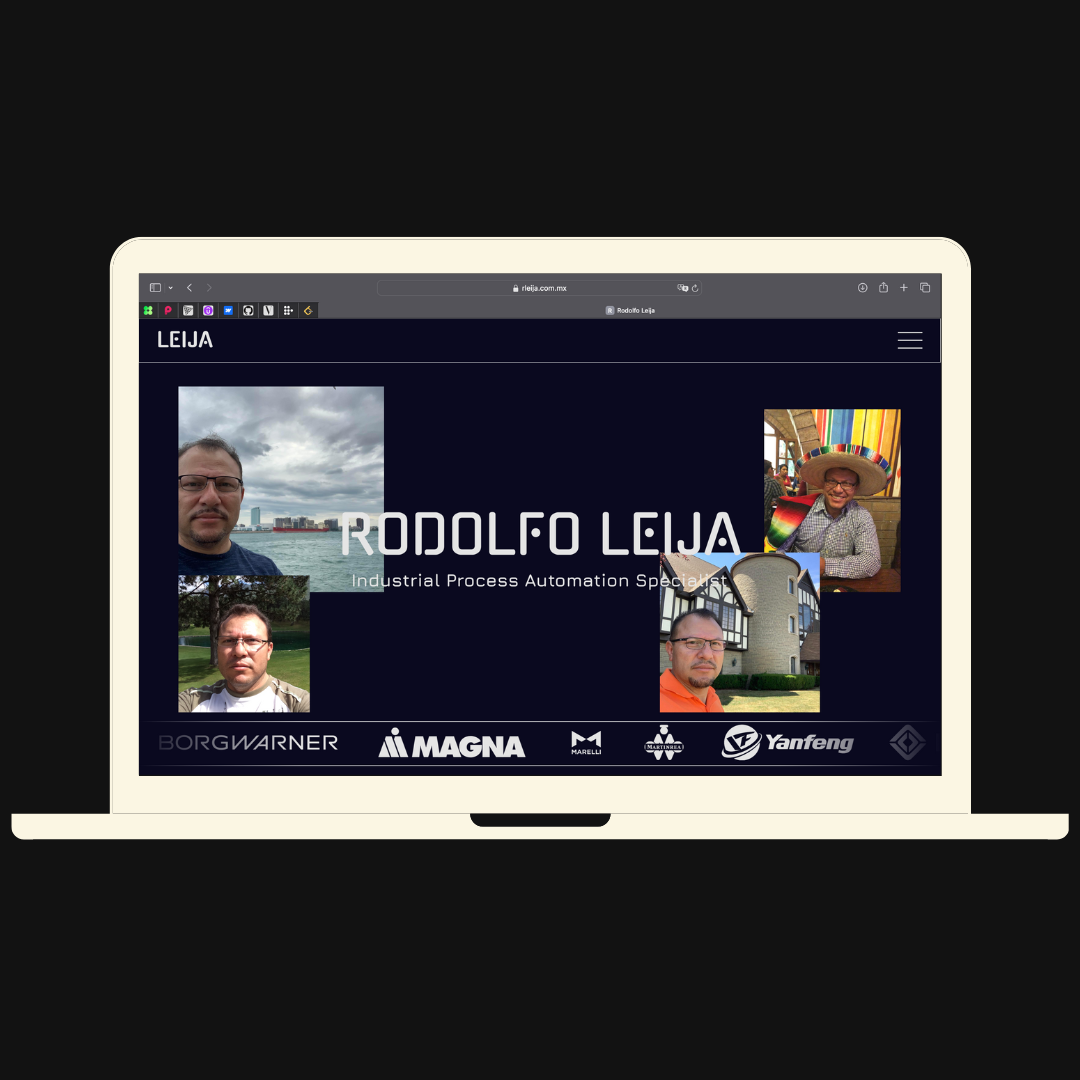 rleija.com.mx
Rodolfo Leija
LEIJA
RODOLFO LEIJA
Industrial Process Automation Specialist
BORGWARNER
MAGNA
MARELLI
MARTINREA
Yanfeng